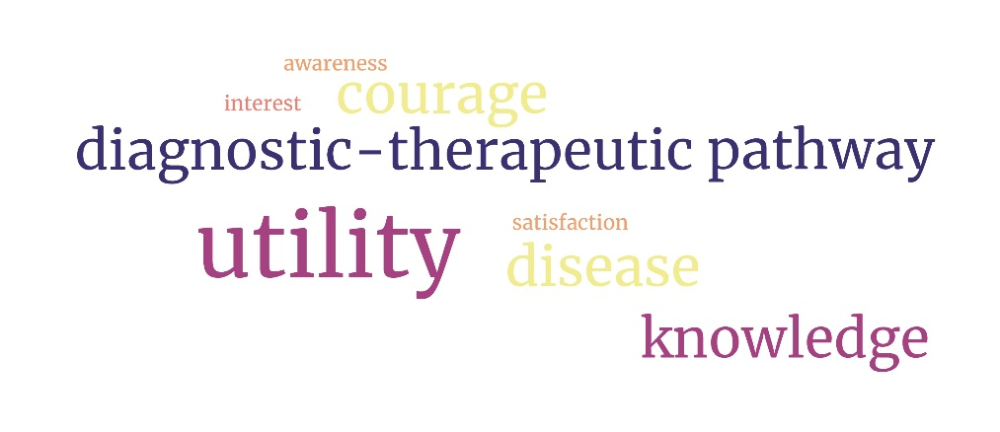 awareness
courage
interest
diagnostic-therapeutic pathway
utility
satisfaction
disease
knowledge